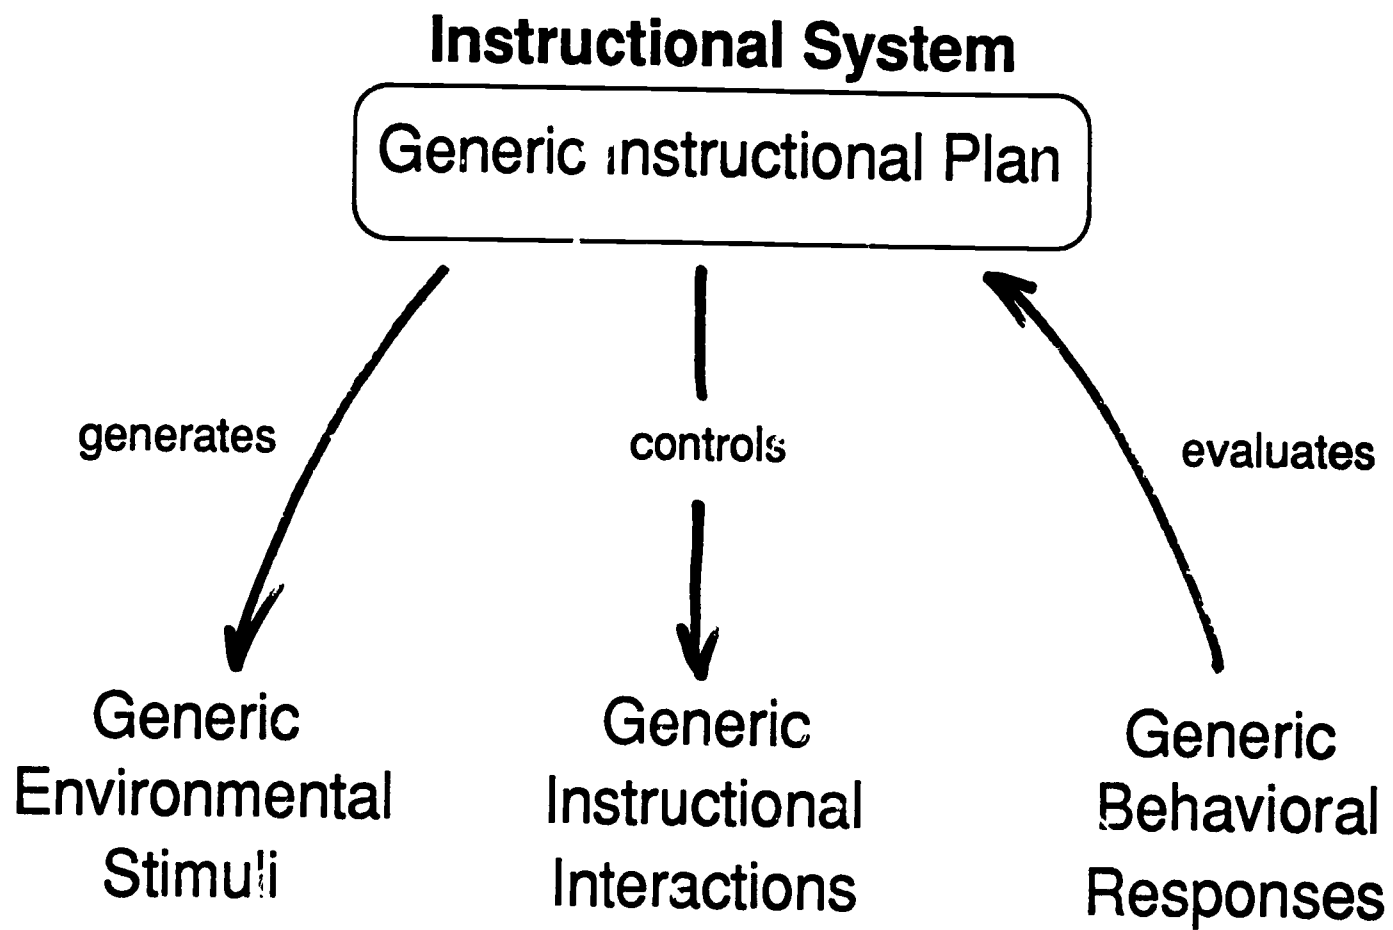 Instructional System
Generic Instructional Plan
generates
controls
evaluates
Generic
Environmental
Stimuli
Generic
Instructional
Interactions
Generic
Behavioral
Responses